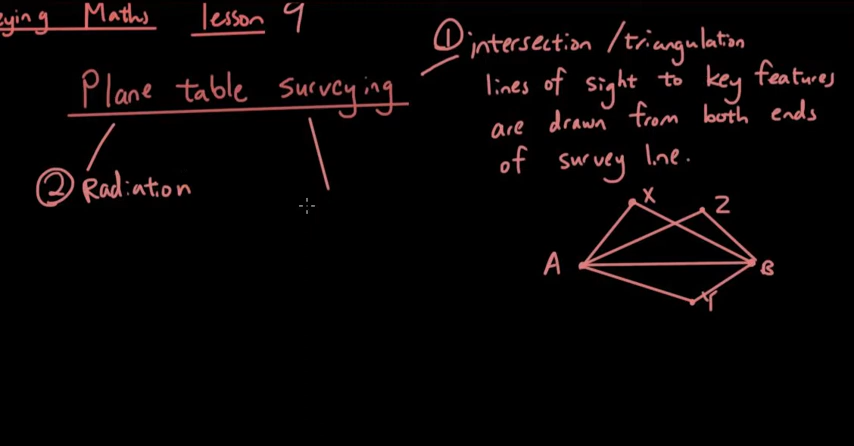 ying Maths lesson 9
Plane table surveying
① intersection / triangulation
lines of sight to key features
are drawn from both ends
of survey line.
② Radiation
X
Z
A
B
Y